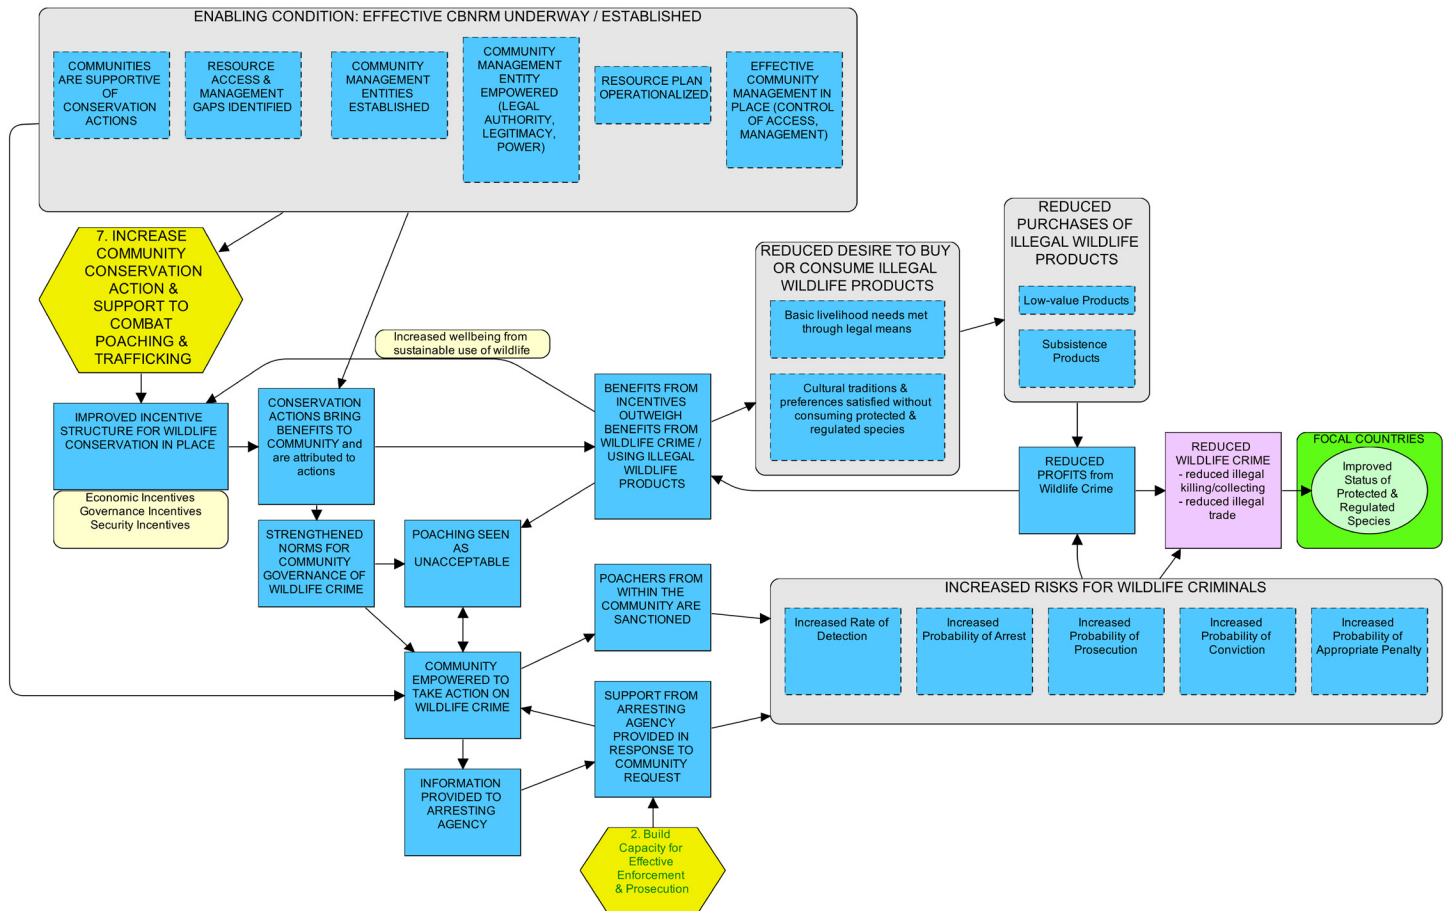 ENABLING CONDITION: EFFECTIVE CBNRM UNDERWAY / ESTABLISHED
COMMUNITIES
ARE SUPPORTIVE
OF
CONSERVATION
ACTIONS
RESOURCE
ACCESS &
MANAGEMENT
GAPS IDENTIFIED
COMMUNITY
MANAGEMENT
ENTITIES
ESTABLISHED
COMMUNITY
MANAGEMENT
ENTITY
EMPOWERED
(LEGAL
AUTHORITY,
LEGITIMACY,
POWER)
RESOURCE PLAN
OPERATIONALIZED
EFFECTIVE
COMMUNITY
MANAGEMENT IN
PLACE (CONTROL
OF ACCESS,
MANAGEMENT)
7. INCREASE
COMMUNITY
CONSERVATION
ACTION &
SUPPORT TO
COMBAT
POACHING &
TRAFFICKING
Increased wellbeing from
sustainable use of wildlife
REDUCED DESIRE TO BUY
OR CONSUME ILLEGAL
WILDLIFE PRODUCTS
Basic livelihood needs met
through legal means
Cultural traditions &
preferences satisfied without
consuming protected &
regulated species
REDUCED
PURCHASES OF
ILLEGAL WILDLIFE
PRODUCTS
Low-value Products
Subsistence
Products
IMPROVED INCENTIVE
STRUCTURE FOR WILDLIFE
CONSERVATION IN PLACE
Economic Incentives
Governance Incentives
Security Incentives
CONSERVATION
ACTIONS BRING
BENEFITS TO
COMMUNITY and
are attributed to
actions
BENEFITS FROM
INCENTIVES
OUTWEIGH
BENEFITS FROM
WILDLIFE CRIME /
USING ILLEGAL
WILDLIFE
PRODUCTS
REDUCED
PROFITS from
Wildlife Crime
REDUCED
WILDLIFE CRIME
- reduced illegal
killing/collecting
- reduced illegal
trade
FOCAL COUNTRIES
Improved
Status of
Protected &
Regulated
Species
STRENGTHENED
NORMS FOR
COMMUNITY
GOVERNANCE OF
WILDLIFE CRIME
POACHING SEEN
AS
UNACCEPTABLE
POACHERS FROM
WITHIN THE
COMMUNITY ARE
SANCTIONED
INCREASED RISKS FOR WILDLIFE CRIMINALS
Increased Rate of
Detection
Increased
Probability of Arrest
Increased
Probability of
Prosecution
Increased
Probability of
Conviction
Increased
Probability of
Appropriate Penalty
COMMUNITY
EMPOWERED TO
TAKE ACTION ON
WILDLIFE CRIME
SUPPORT FROM
ARRESTING
AGENCY
PROVIDED IN
RESPONSE TO
COMMUNITY
REQUEST
INFORMATION
PROVIDED TO
ARRESTING
AGENCY
2. Build
Capacity for
Effective
Enforcement
& Prosecution